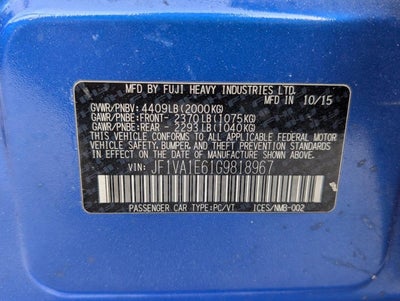 MFD BY FUJI HEAVY INDUSTRIES LTD.
MFD IN 10/15
GVWR/PNBV: 4409LB(2000KG)
GAWR/PNBE:FRONT- 2370LB(1075KG)
GAWR/PNBE:REAR - 2293LB(1040KG)
THIS VEHICLE CONFORMS TO ALL APPLICABLE FEDERAL MOTOR
VEHICLE SAFETY, BUMPER AND THEFT PREVENTION STANDARDS
IN EFFECT ON THE DATE OF MANUFACTURE SHOWN ABOVE.
VIN: JF1VA1E61G9818967
PASSENGER CAR TYPE:PC/VT ICES/NMB-002